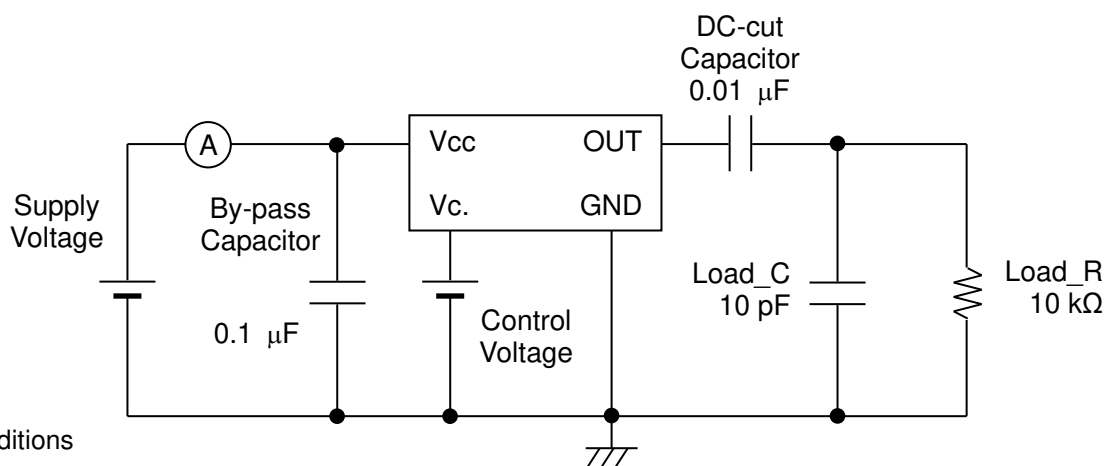 DC-cut
Capacitor
0.01 μF
A
Vcc
OUT
Vc.
GND
Supply
Voltage
By-pass
Capacitor
0.1 μF
Control
Voltage
Load_C
10 pF
Load_R
10 kΩ
ditions